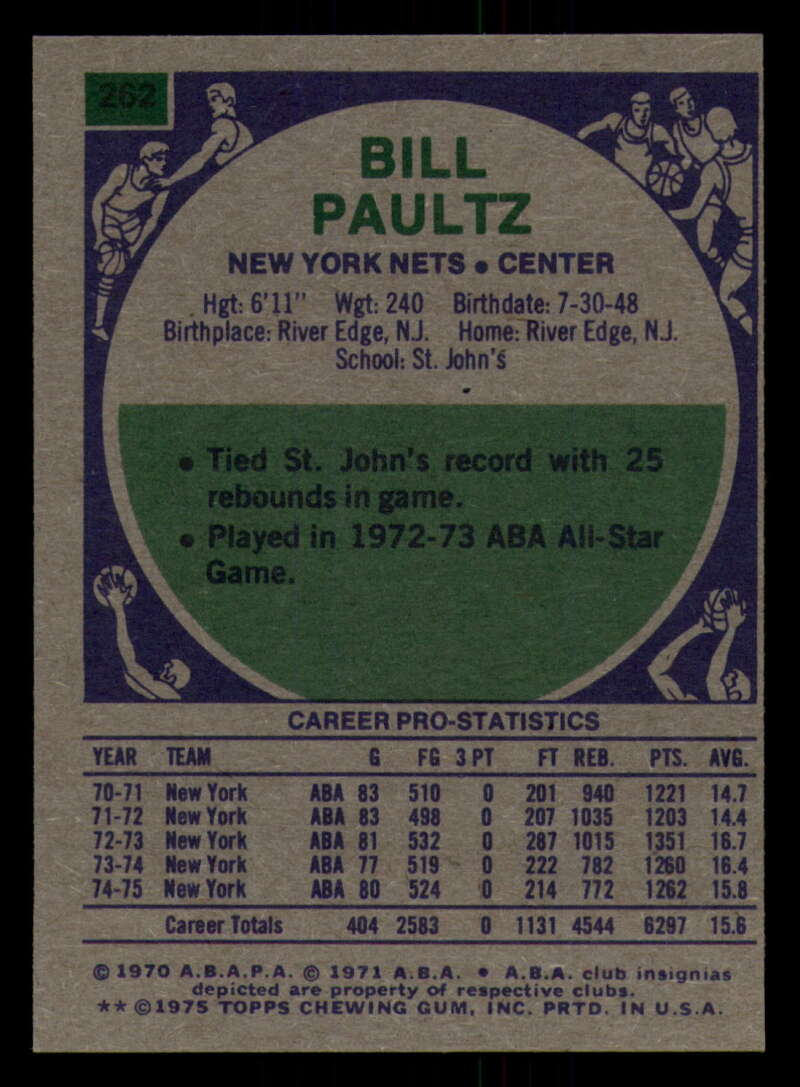 262
BILL
PAULTZ
NEW YORK NETS • CENTER
Hgt: 6'11" Wgt: 240 Birthdate: 7-30-48
Birthplace: River Edge, N.J. Home: River Edge, N.J.
School: St. John's
• Tied St. John's record with 25
rebounds in game.
• Played in 1972-73 ABA All-Star
Game.
CAREER PRO-STATISTICS
YEAR TEAM G FG 3 PT FT REB. PTS. AVG.
70-71 New York ABA 83 510 0 201 940 1221 14.7
71-72 New York ABA 83 498 0 207 1035 1203 14.4
72-73 New York ABA 81 532 0 287 1015 1351 16.7
73-74 New York ABA 77 519 0 222 782 1260 16.4
74-75 New York ABA 80 524 0 214 772 1262 15.8
Career Totals 404 2583 0 1131 4544 6297 15.6
© 1970 A.B.A.P.A. © 1971 A.B.A. • A.B.A. club insignias
depicted are property of respective clubs.
** © 1975 TOPPS CHEWING GUM, INC. PRTD. IN U.S.A.